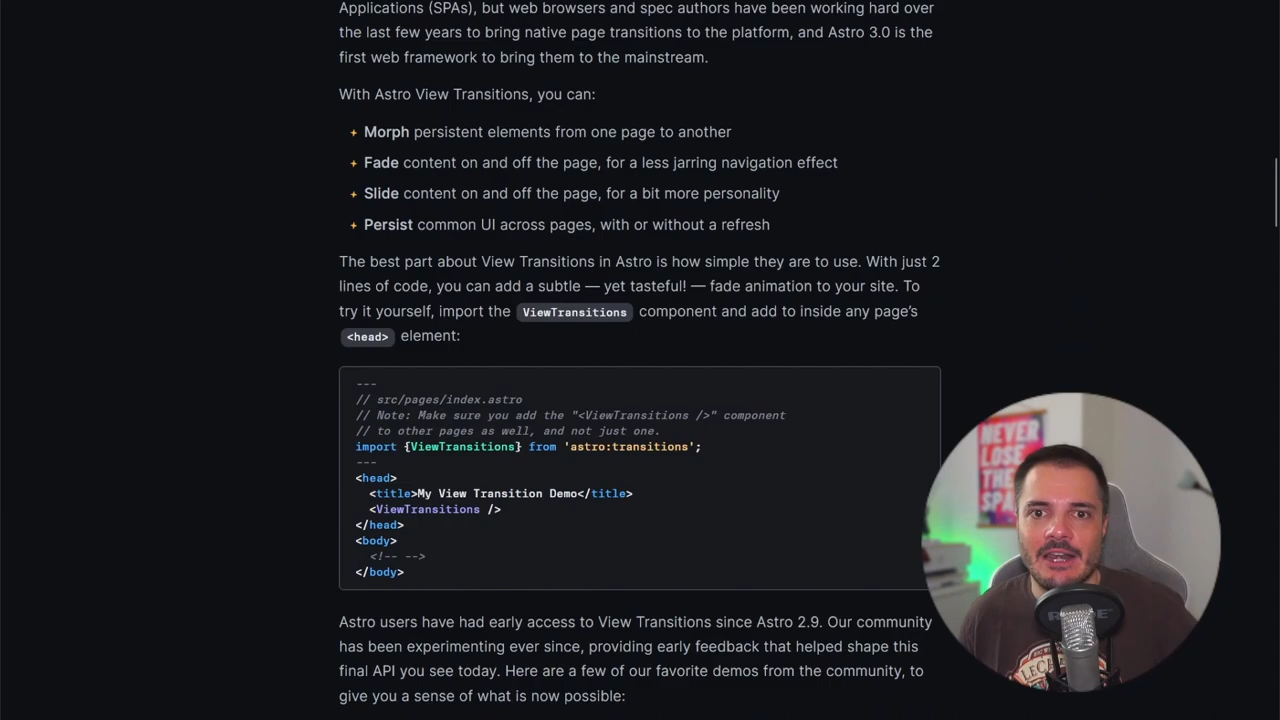 Applications (SPAs), but web browsers and spec authors have been working hard over
the last few years to bring native page transitions to the platform, and Astro 3.0 is the
first web framework to bring them to the mainstream.
With Astro View Transitions, you can:
Morph persistent elements from one page to another
Fade content on and off the page, for a less jarring navigation effect
Slide content on and off the page, for a bit more personality
Persist common UI across pages, with or without a refresh
The best part about View Transitions in Astro is how simple they are to use. With just 2
lines of code, you can add a subtle — yet tasteful! — fade animation to your site. To
try it yourself, import the ViewTransitions component and add to inside any page’s
<head> element:
---
// src/pages/index.astro
// Note: Make sure you add the "<ViewTransitions />" component
// to other pages as well, and not just one.
import {ViewTransitions} from 'astro:transitions';
---
<head>
<title>My View Transition Demo</title>
<ViewTransitions />
</head>
<body>
<!-- -->
</body>
Astro users have had early access to View Transitions since Astro 2.9. Our community
has been experimenting ever since, providing early feedback that helped shape this
final API you see today. Here are a few of our favorite demos from the community, to
give you a sense of what is now possible:
NEVER
LOSE
THE